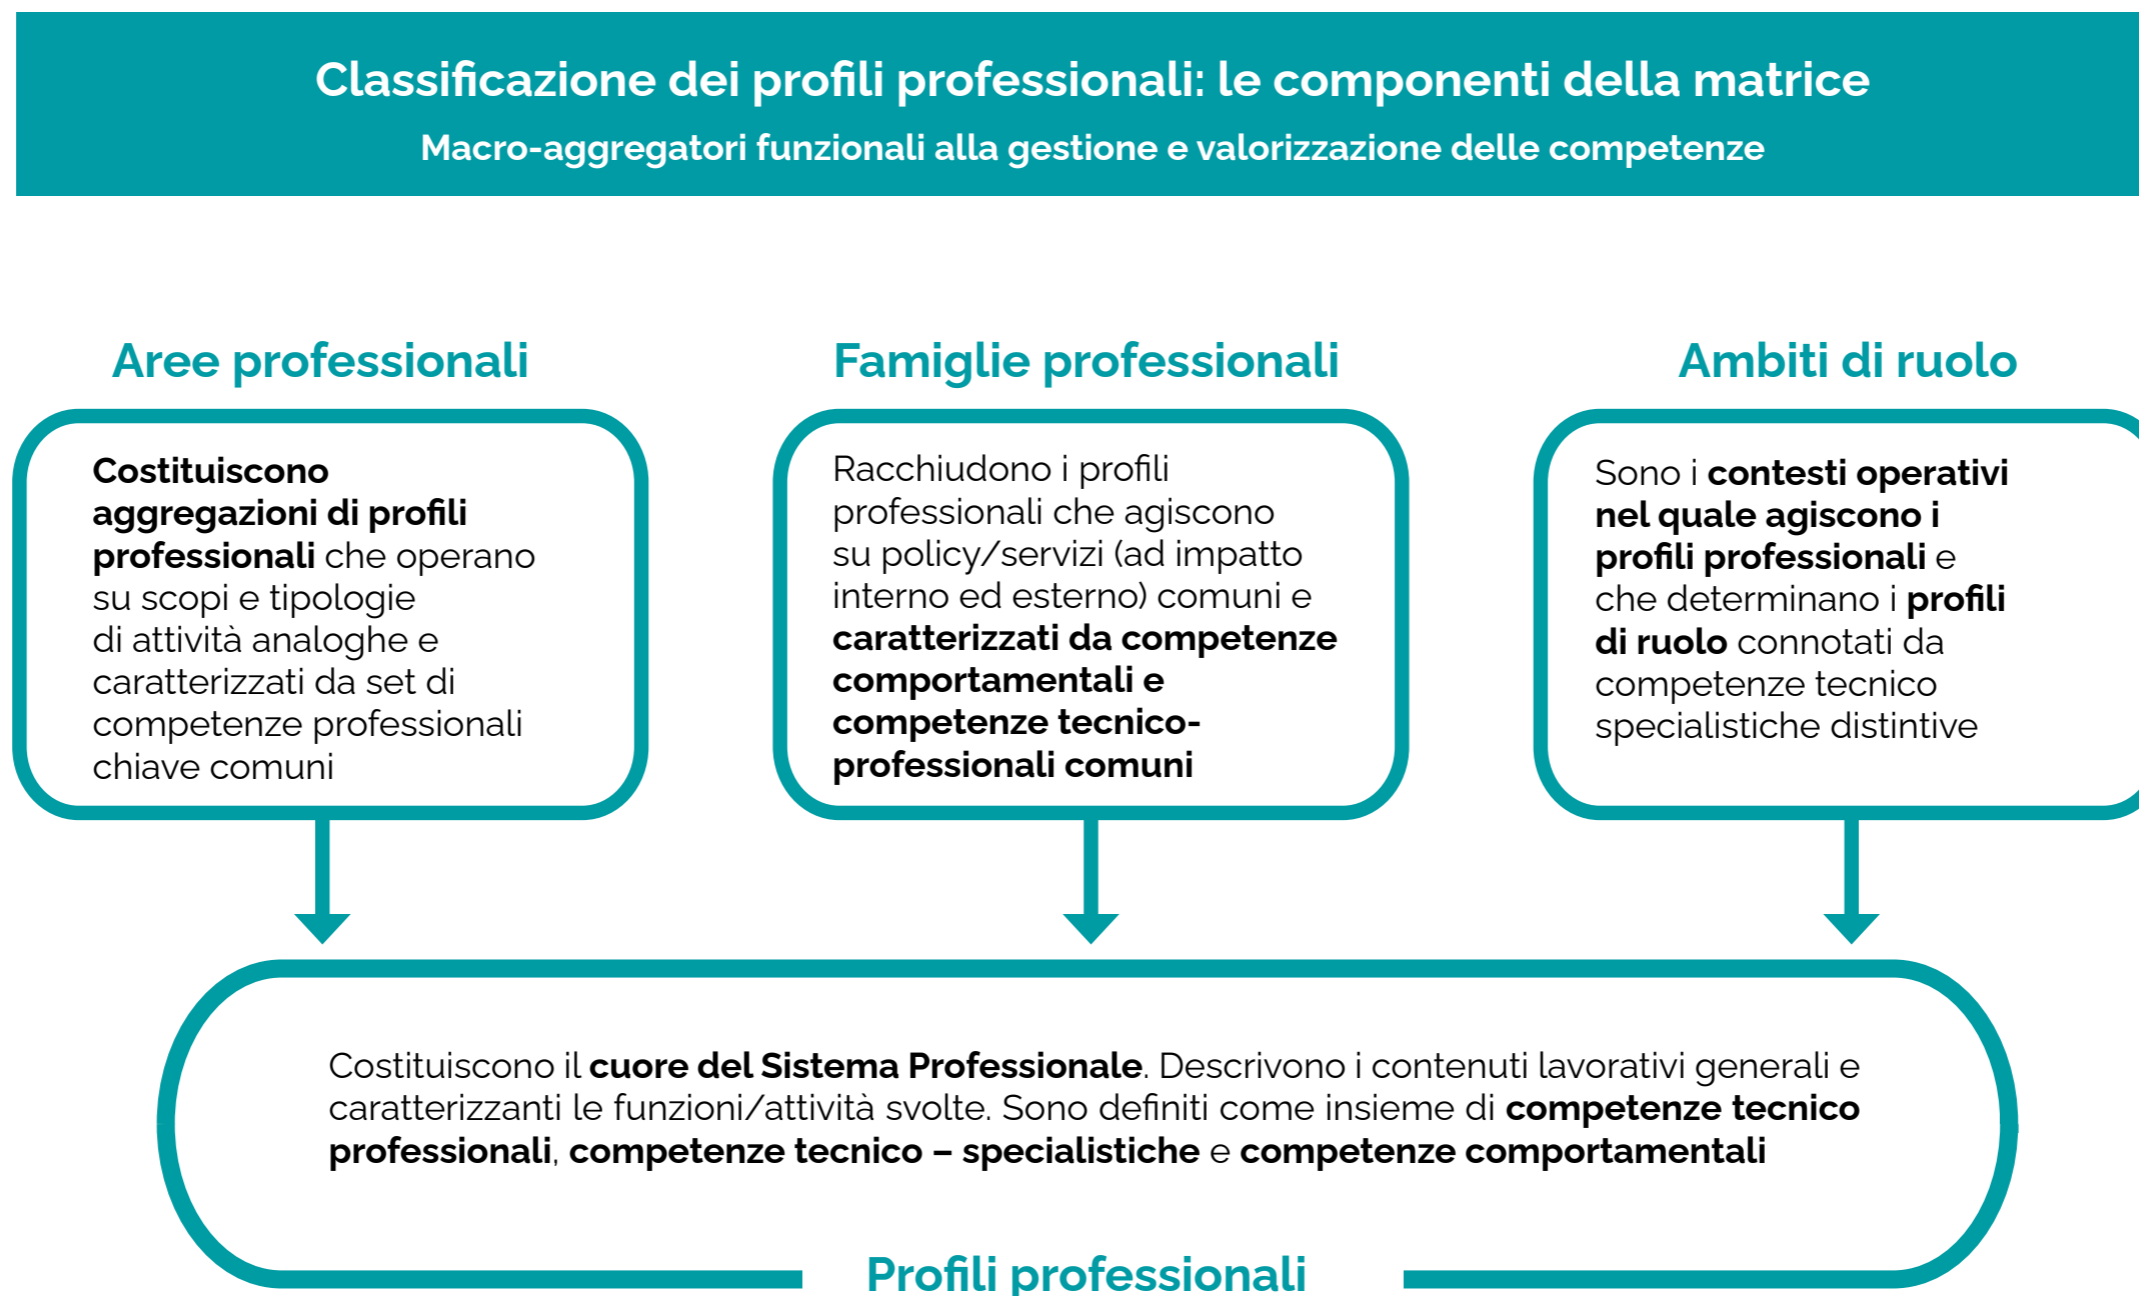 Classificazione dei profili professionali: le componenti della matrice
Macro-aggregatori funzionali alla gestione e valorizzazione delle competenze
Aree professionali
Costituiscono
aggregazioni di profili
professionali che operano
su scopi e tipologie
di attività analoghe e
caratterizzati da set di
competenze professionali
chiave comuni
Famiglie professionali
Racchiudono i profili
professionali che agiscono
su policy/servizi (ad impatto
interno ed esterno) comuni e
caratterizzati da competenze
comportamentali e
competenze tecnico-
professionali comuni
Ambiti di ruolo
Sono i contesti operativi
nel quale agiscono i
profili professionali e
che determinano i profili
di ruolo connotati da
competenze tecnico
specialistiche distintive
Costituiscono il cuore del Sistema Professionale. Descrivono i contenuti lavorativi generali e
caratterizzanti le funzioni/attività svolte. Sono definiti come insieme di competenze tecnico
professionali, competenze tecnico – specialistiche e competenze comportamentali
Profili professionali